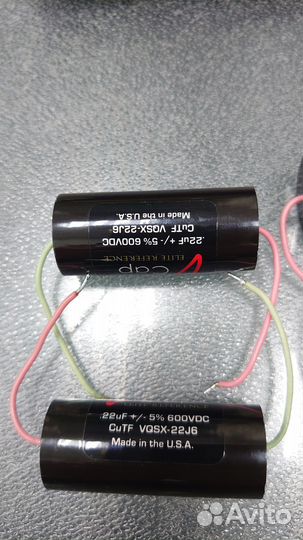 Made in the U.S.A.
CuTF VQSX-22J6
.22uF +/- 5% 600VDC
ELITE REFERENCE
cap
.22uF +/- 5% 600VDC
CuTF VQSX-22J6
Made in the U.S.A.
Avito